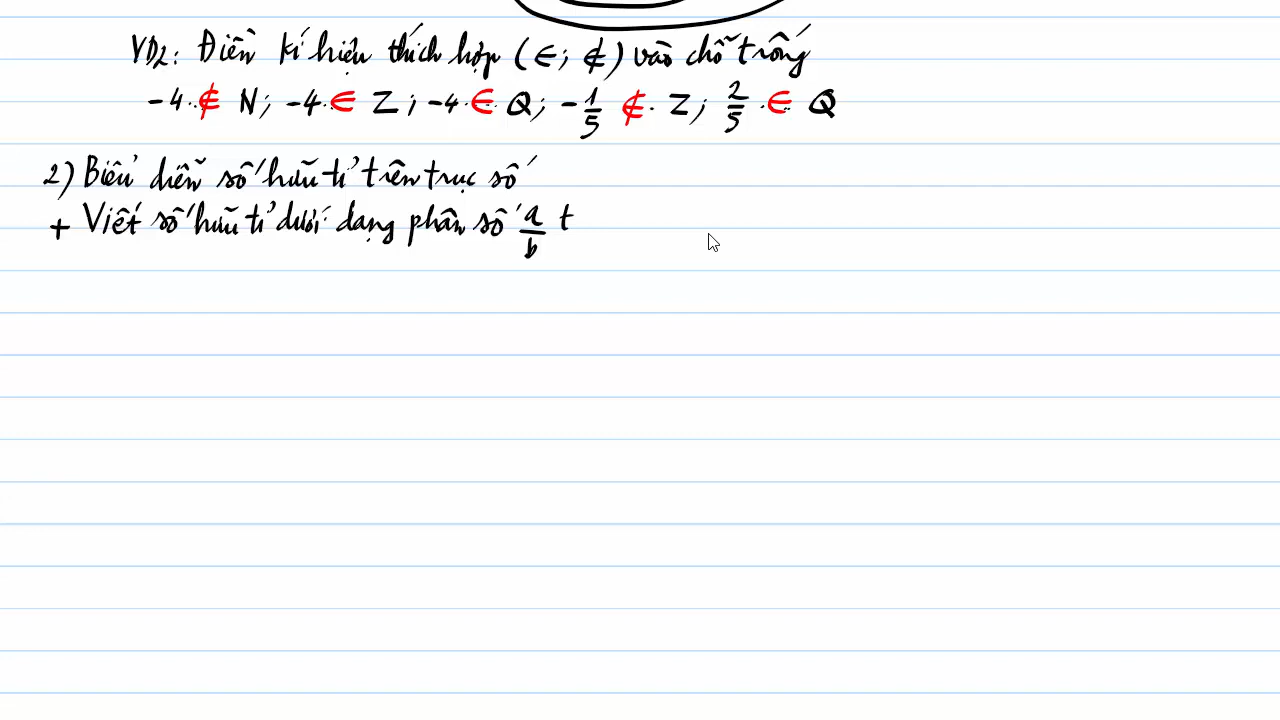 VD2: Điền kí hiệu thích hợp (∈; ∉) vào chỗ trống
-4 ∉ N; -4 ∈ Z; -4 ∈ Q; -1/5 ∉ Z; 2/5 ∈ Q
2) Biểu diễn số hữu tỉ trên trục số
+ Viết số hữu tỉ dưới dạng phân số a/b t